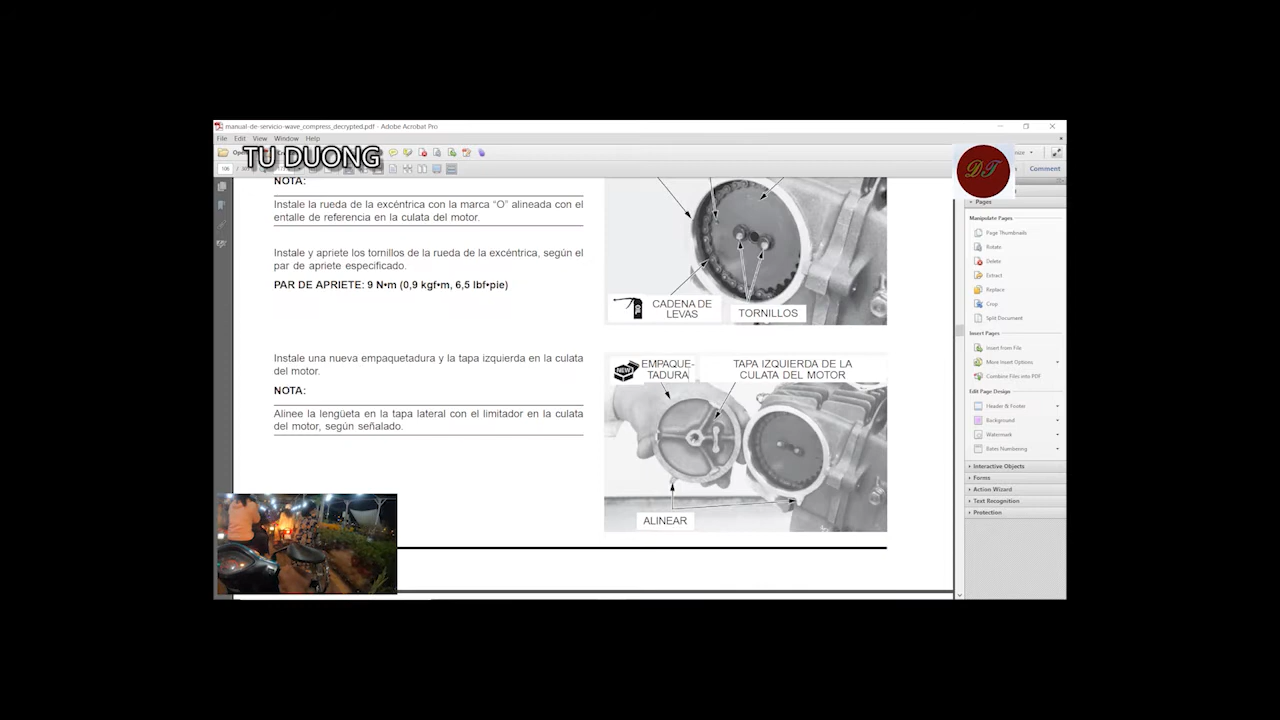 manual-de-servicio-wave_compress_decrypted.pdf - Adobe Acrobat Pro
File Edit View Window Help
TU DUONG
DT
Comment
NOTA:
Instale la rueda de la excéntrica con la marca “O” alineada con el
entalle de referencia en la culata del motor.
Instale y apriete los tornillos de la rueda de la excéntrica, según el
par de apriete especificado.
PAR DE APRIETE: 9 N•m (0,9 kgf•m, 6,5 lbf•pie)
CADENA DE
LEVAS
TORNILLOS
Instale una nueva empaquetadura y la tapa izquierda en la culata
del motor.
NOTA:
Alinee la lengüeta en la tapa lateral con el limitador en la culata
del motor, según señalado.
NEW
EMPAQUE-
TADURA
TAPA IZQUIERDA DE LA
CULATA DEL MOTOR
ALINEAR
Pages
Manipulate Pages
Page Thumbnails
Rotate
Delete
Extract
Replace
Crop
Split Document
Insert Pages
Insert from File
More Insert Options
Combine Files into PDF
Edit Page Design
Header & Footer
Background
Watermark
Bates Numbering
Interactive Objects
Forms
Action Wizard
Text Recognition
Protection